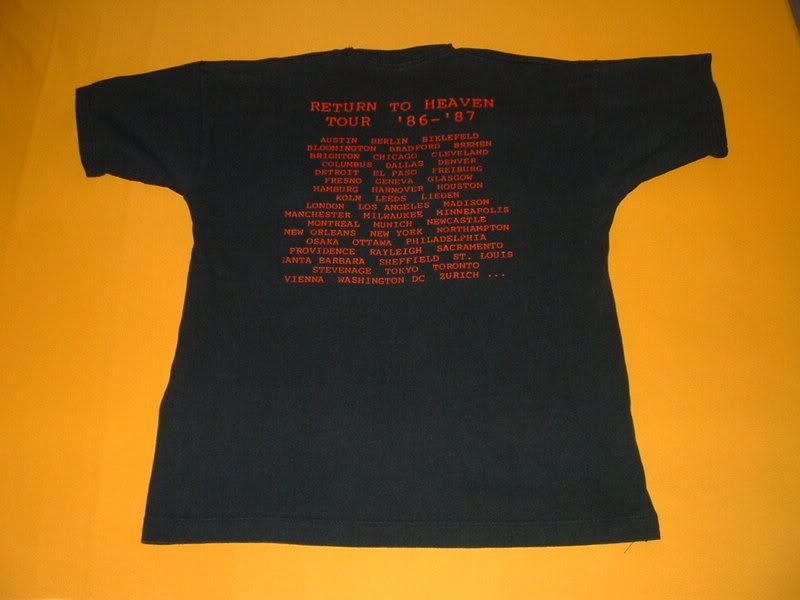 RETURN TO HEAVEN
TOUR '86-'87
AUSTIN BERLIN BIELEFELD
BLOOMINGTON BRADFORD BREMEN
BRIGHTON CHICAGO CLEVELAND
COLUMBUS DALLAS DENVER
DETROIT EL PASO FREIBURG
FRESNO GENEVA GLASGOW
HAMBURG HANNOVER HOUSTON
KOLN LEEDS LIEDEN
LONDON LOS ANGELES MADISON
MANCHESTER MILWAUKEE MINNEAPOLIS
MONTREAL MUNICH NEWCASTLE
NEW ORLEANS NEW YORK NORTHAMPTON
OSAKA OTTAWA PHILADELPHIA
PROVIDENCE RAYLEIGH SACRAMENTO
SANTA BARBARA SHEFFIELD ST. LOUIS
STEVENAGE TOKYO TORONTO
VIENNA WASHINGTON DC ZURICH ...